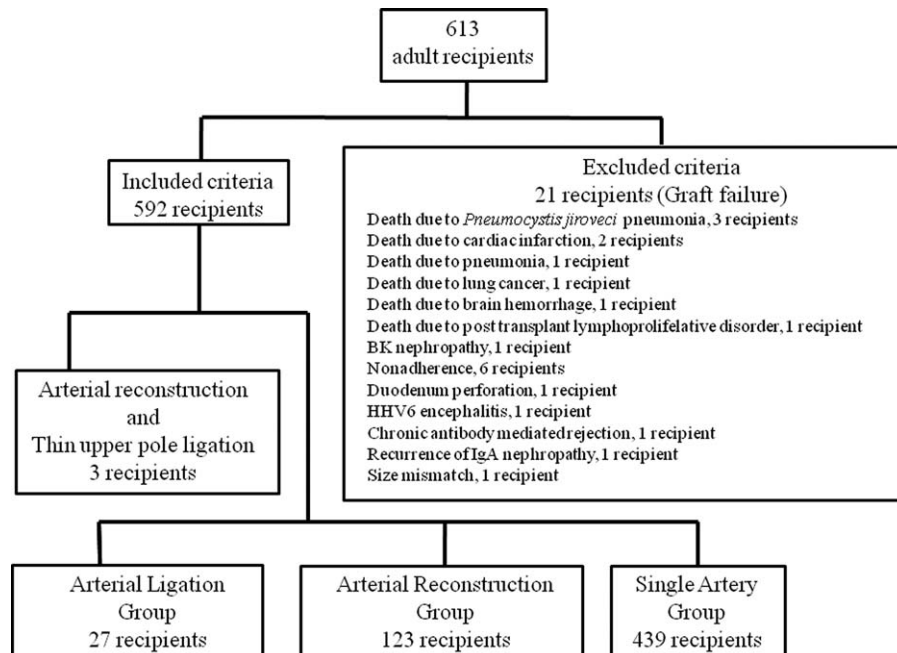 613
adult recipients
Included criteria
592 recipients
Excluded criteria
21 recipients (Graft failure)
Death due to Pneumocystis jiroveci pneumonia, 3 recipients
Death due to cardiac infarction, 2 recipients
Death due to pneumonia, 1 recipient
Death due to lung cancer, 1 recipient
Death due to brain hemorrhage, 1 recipient
Death due to post transplant lymphoprolifelative disorder, 1 recipient
BK nephropathy, 1 recipient
Nonadherence, 6 recipients
Duodenum perforation, 1 recipient
HHV6 encephalitis, 1 recipient
Chronic antibody mediated rejection, 1 recipient
Recurrence of IgA nephropathy, 1 recipient
Size mismatch, 1 recipient
Arterial reconstruction
and
Thin upper pole ligation
3 recipients
Arterial Ligation
Group
27 recipients
Arterial Reconstruction
Group
123 recipients
Single Artery
Group
439 recipients